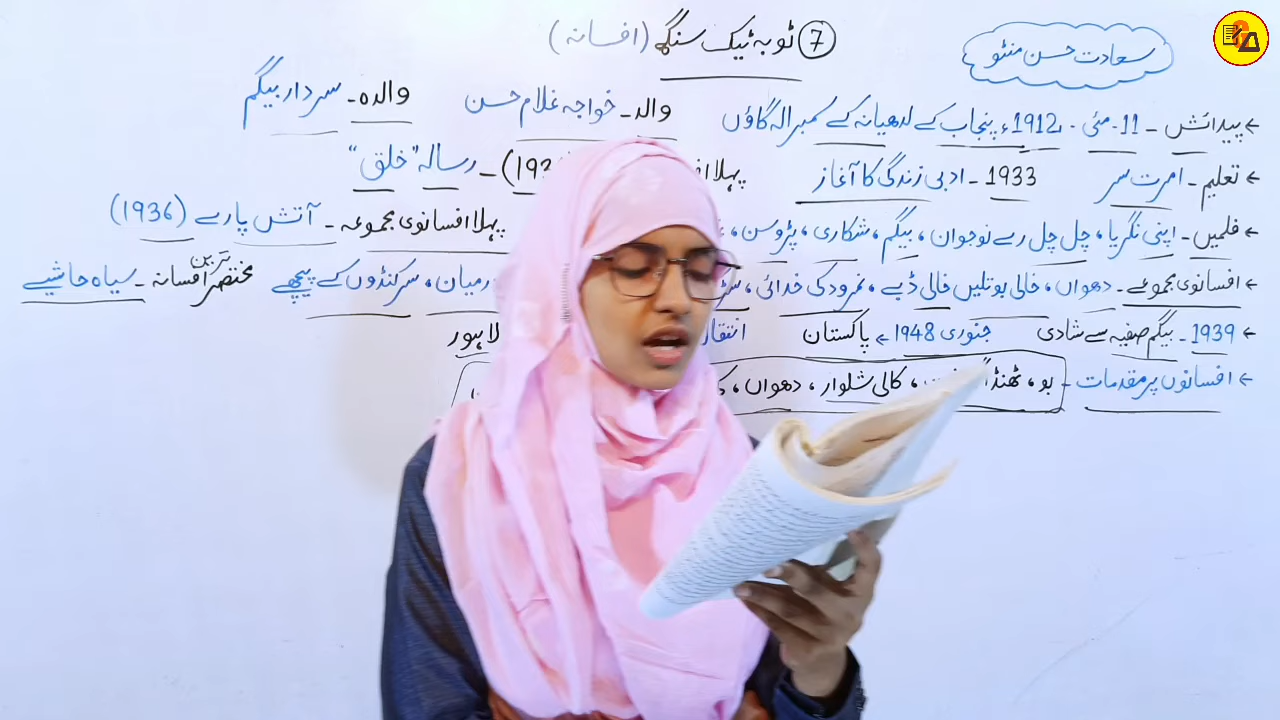 سعادت حسن منٹو
⑦ ٹوبہ ٹیک سنگھ (افسانہ)
← پیدائش - 11 - مئی - 1912ء پنجاب کے لدھیانہ کے سمبرالہ گاؤں والد - خواجہ غلام حسن والدہ - سردار بیگم
← تعلیم - امرت سر 1933 - ادبی زندگی کا آغاز پہلا - رسالہ "خلق"
← فلمیں - اپنی نگریا، چل چل رے نوجوان، بیگم، شکاری، پڑوسن، پہلا افسانوی مجموعہ - آتش پارے (1936)
← افسانوی مجموعے - دھواں، خالی بوتلیں خالی ڈبے، نمرود کی خدائی، درمیان، سرکنڈوں کے پیچھے مختصر ترین افسانہ - سیاہ حاشیے
← 1939 - بیگم صفیہ سے شادی جنوری 1948 ← پاکستان لاہور
← افسانوں پر مقدمات - بو، کالی شلوار، دھواں،